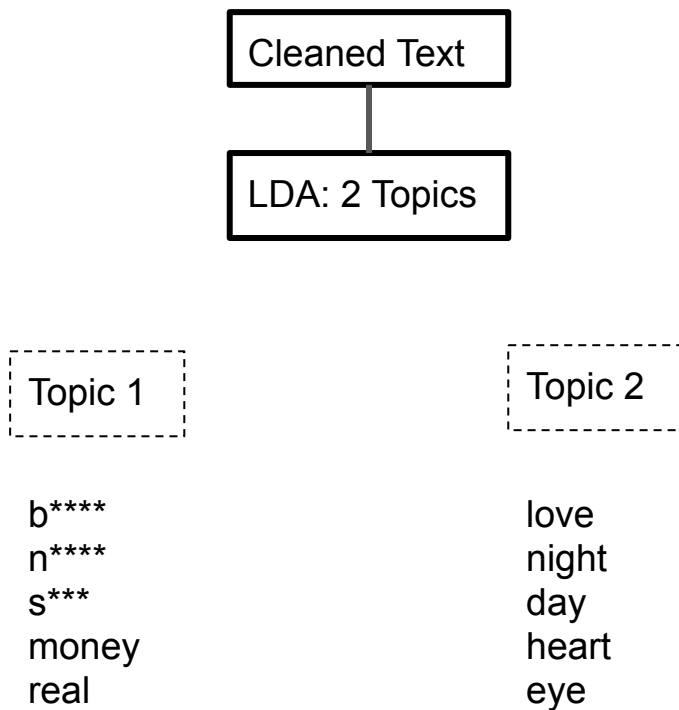 Cleaned Text
LDA: 2 Topics
Topic 1
b****
n****
s***
money
real
Topic 2
love
night
day
heart
eye